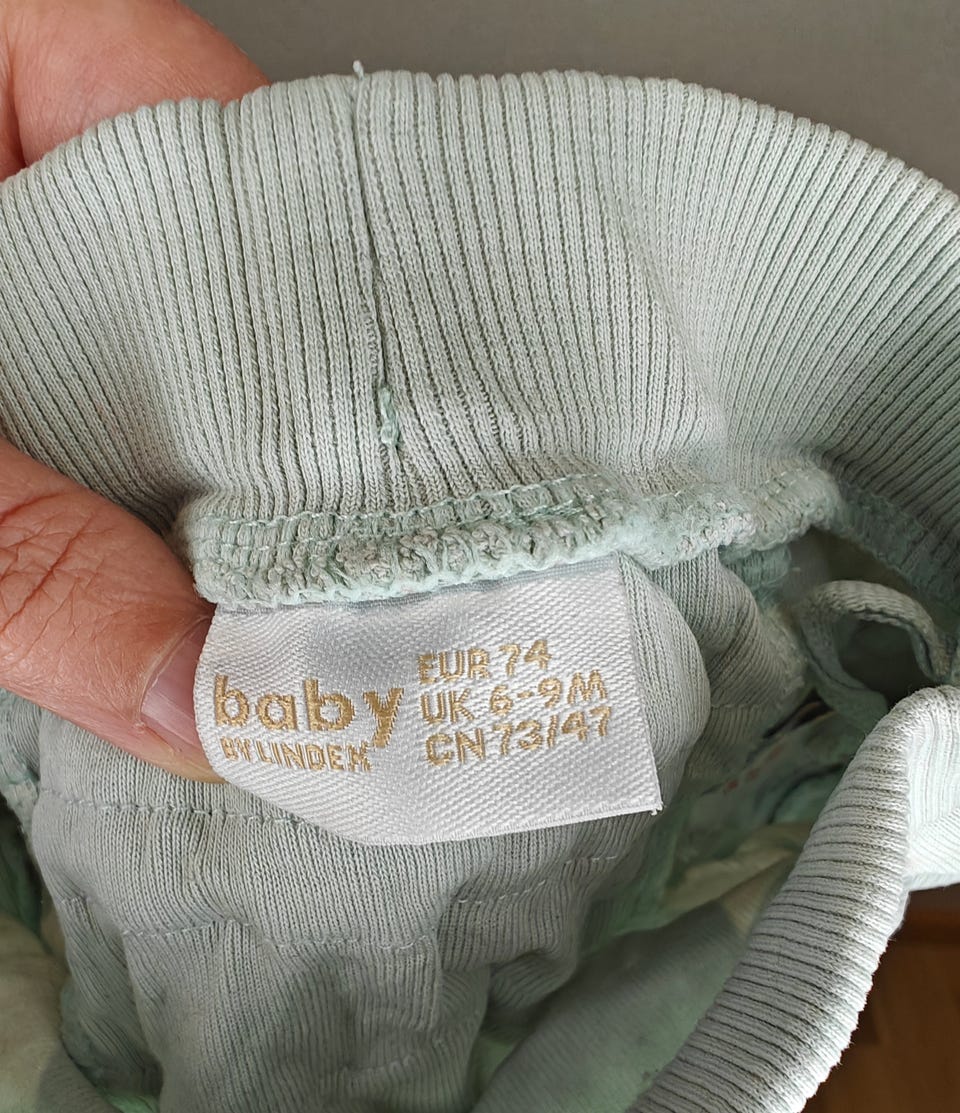 baby
BY LINDEX
EUR 74
UK 6-9M
CN 73/47